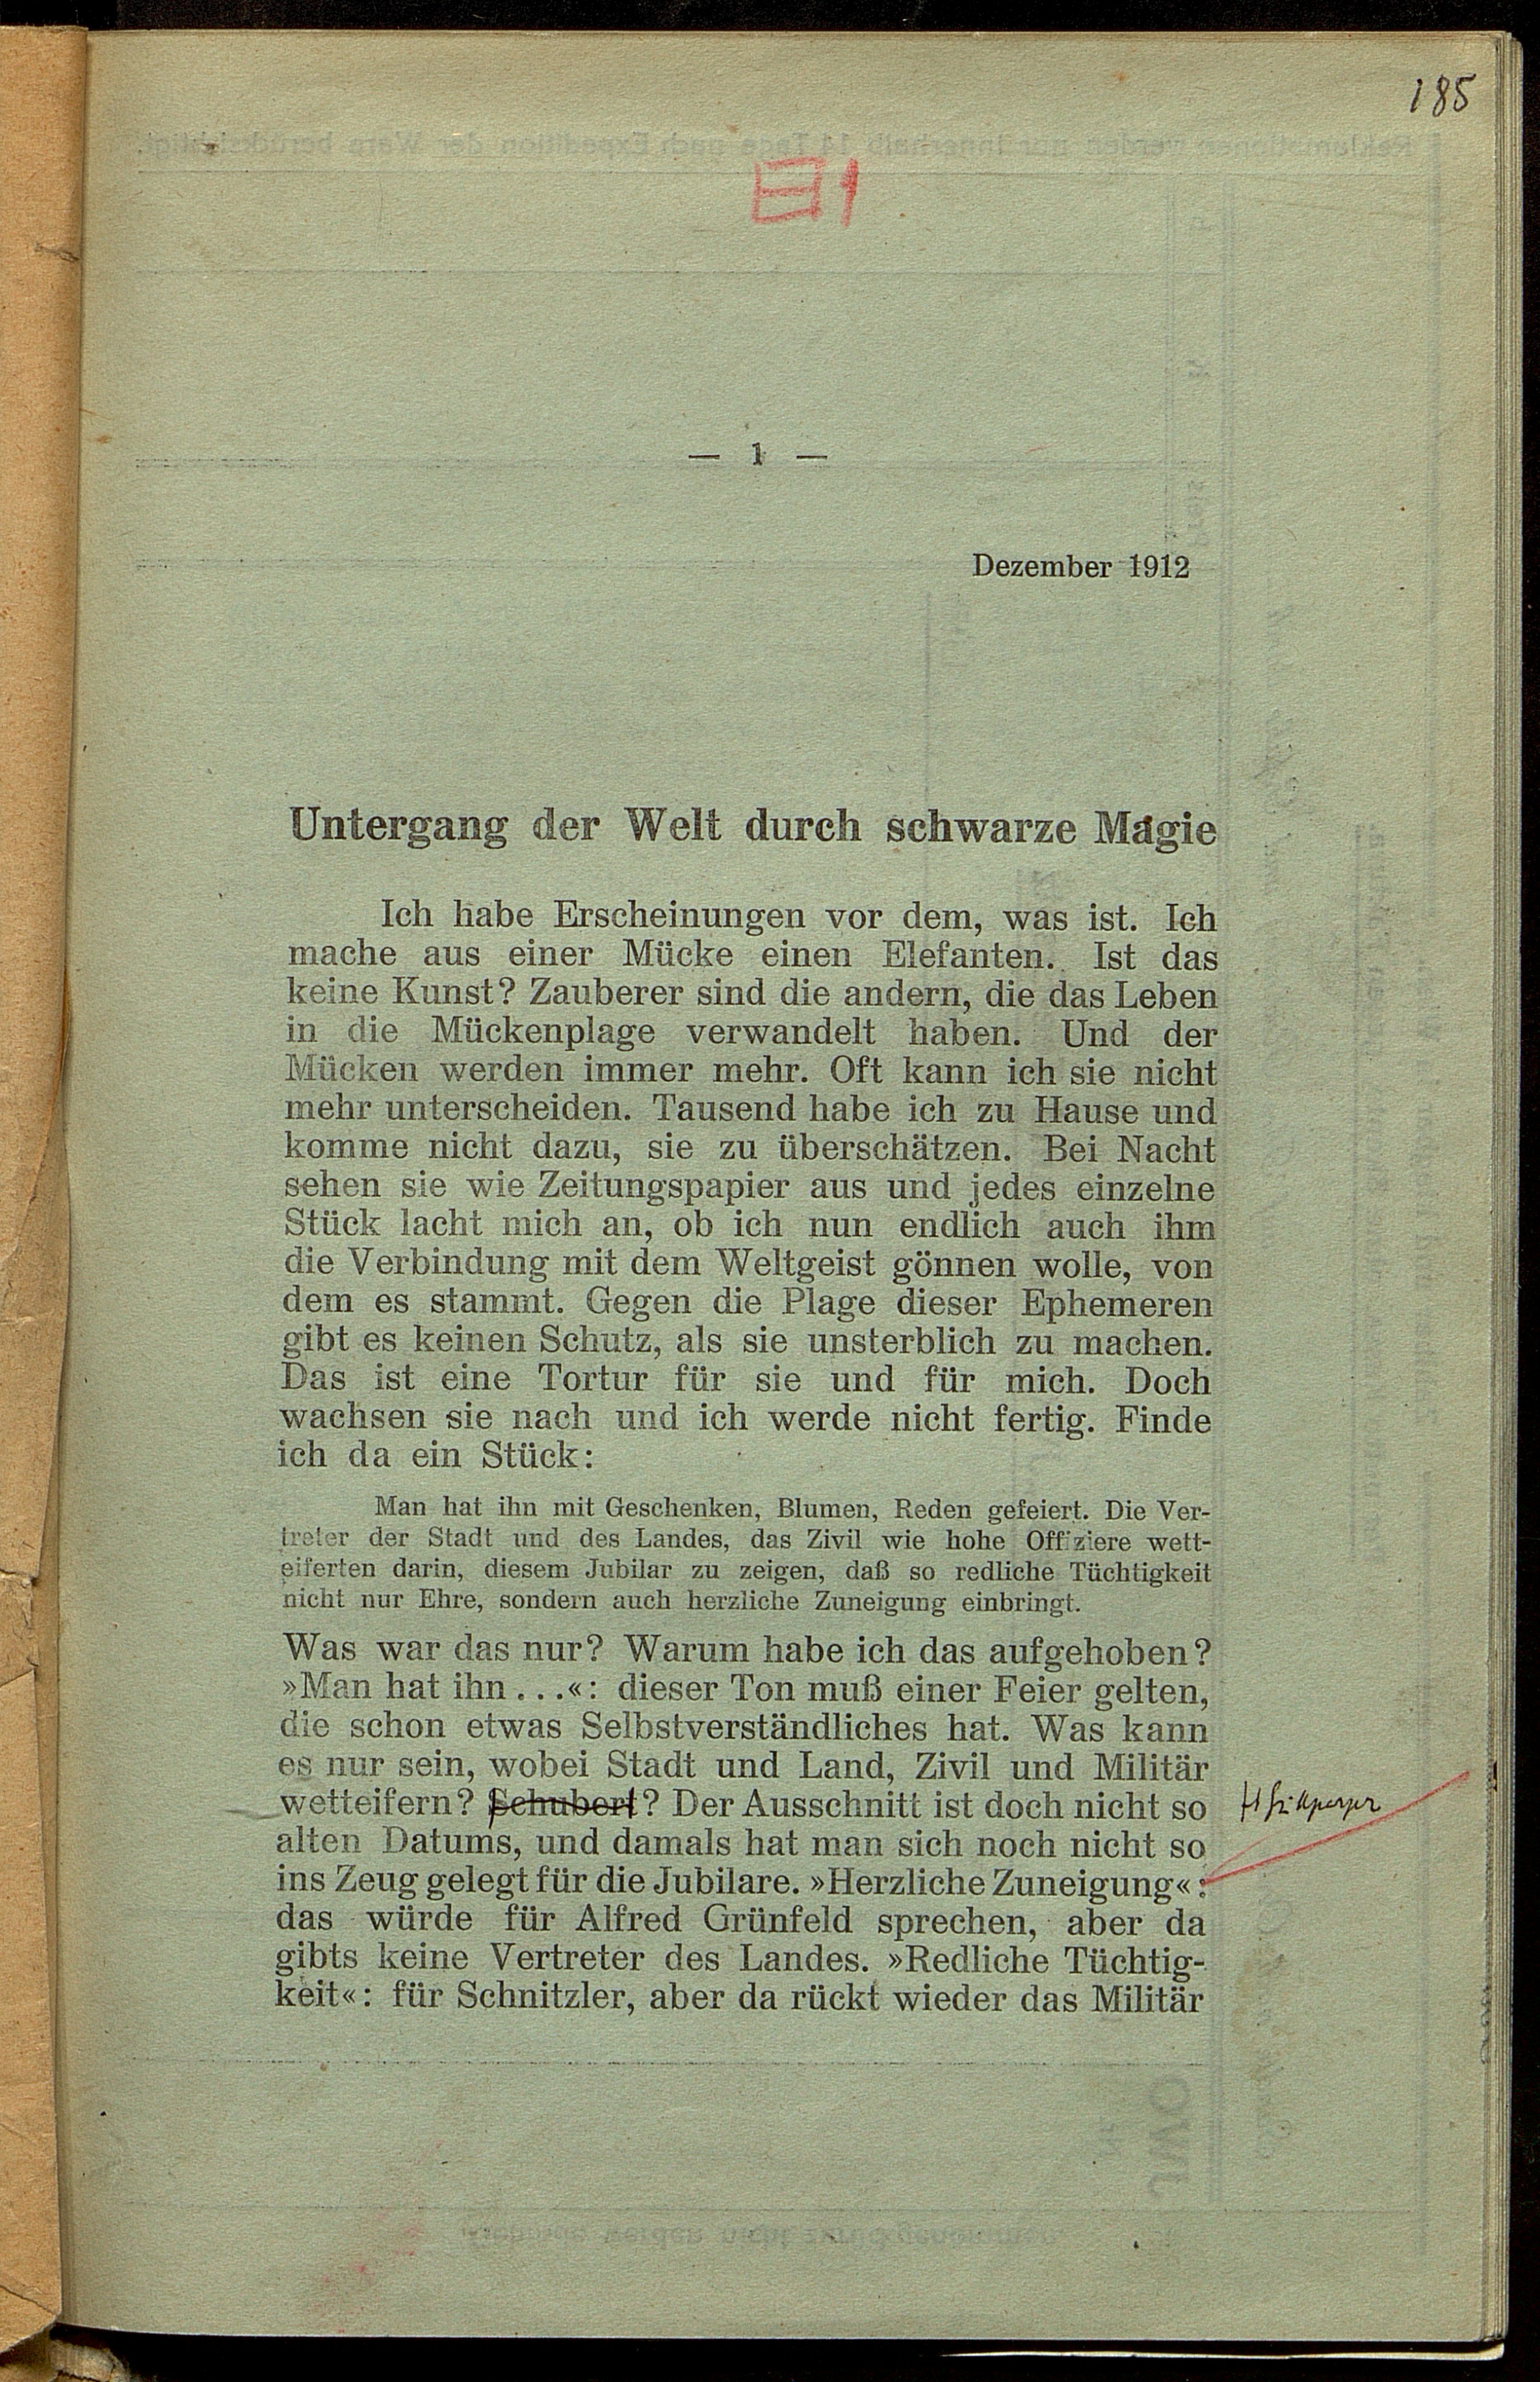 185
1
— 1 —
Dezember 1912
Untergang der Welt durch schwarze Magie
Ich habe Erscheinungen vor dem, was ist. Ich
mache aus einer Mücke einen Elefanten. Ist das
keine Kunst? Zauberer sind die andern, die das Leben
in die Mückenplage verwandelt haben. Und der
Mücken werden immer mehr. Oft kann ich sie nicht
mehr unterscheiden. Tausend habe ich zu Hause und
komme nicht dazu, sie zu überschätzen. Bei Nacht
sehen sie wie Zeitungspapier aus und jedes einzelne
Stück lacht mich an, ob ich nun endlich auch ihm
die Verbindung mit dem Weltgeist gönnen wolle, von
dem es stammt. Gegen die Plage dieser Ephemeren
gibt es keinen Schutz, als sie unsterblich zu machen.
Das ist eine Tortur für sie und für mich. Doch
wachsen sie nach und ich werde nicht fertig. Finde
ich da ein Stück:
Man hat ihn mit Geschenken, Blumen, Reden gefeiert. Die Ver-
treter der Stadt und des Landes, das Zivil wie hohe Offiziere wett-
eiferten darin, diesem Jubilar zu zeigen, daß so redliche Tüchtigkeit
nicht nur Ehre, sondern auch herzliche Zuneigung einbringt.
Was war das nur? Warum habe ich das aufgehoben?
»Man hat ihn . . .«: dieser Ton muß einer Feier gelten,
die schon etwas Selbstverständliches hat. Was kann
es nur sein, wobei Stadt und Land, Zivil und Militär
wetteifern? Schubert? Der Ausschnitt ist doch nicht so
Grillparzer
alten Datums, und damals hat man sich noch nicht so
ins Zeug gelegt für die Jubilare. »Herzliche Zuneigung«:
das würde für Alfred Grünfeld sprechen, aber da
gibts keine Vertreter des Landes. »Redliche Tüchtig-
keit«: für Schnitzler, aber da rückt wieder das Militär